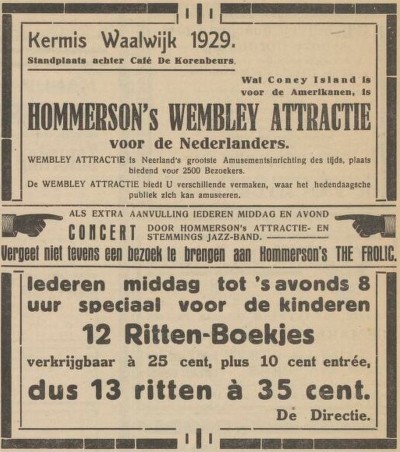 Kermis Waalwijk 1929.
Standplaats achter Café De Korenbeurs.
Wat Coney Island is
voor de Amerikanen, is
HOMMERSON's WEMBLEY ATTRACTIE
voor de Nederlanders.
WEMBLEY ATTRACTIE is Neerland's grootste Amusementsinrichting des tijds, plaats
biedend voor 2500 Bezoekers.
De WEMBLEY ATTRACTIE biedt U verschillende vermaken, waar het hedendaagsche
publiek zich kan amuseeren.
ALS EXTRA AANVULLING IEDEREN MIDDAG EN AVOND
CONCERT DOOR HOMMERSON'S ATTRACTIE- EN
STEMMINGS JAZZ-BAND.
Vergeet niet tevens een bezoek te brengen aan Hommerson's THE FROLIC.
Iederen middag tot 's avonds 8
uur speciaal voor de kinderen
12 Ritten-Boekjes
verkrijgbaar à 25 cent, plus 10 cent entrée,
dus 13 ritten à 35 cent.
De Directie.